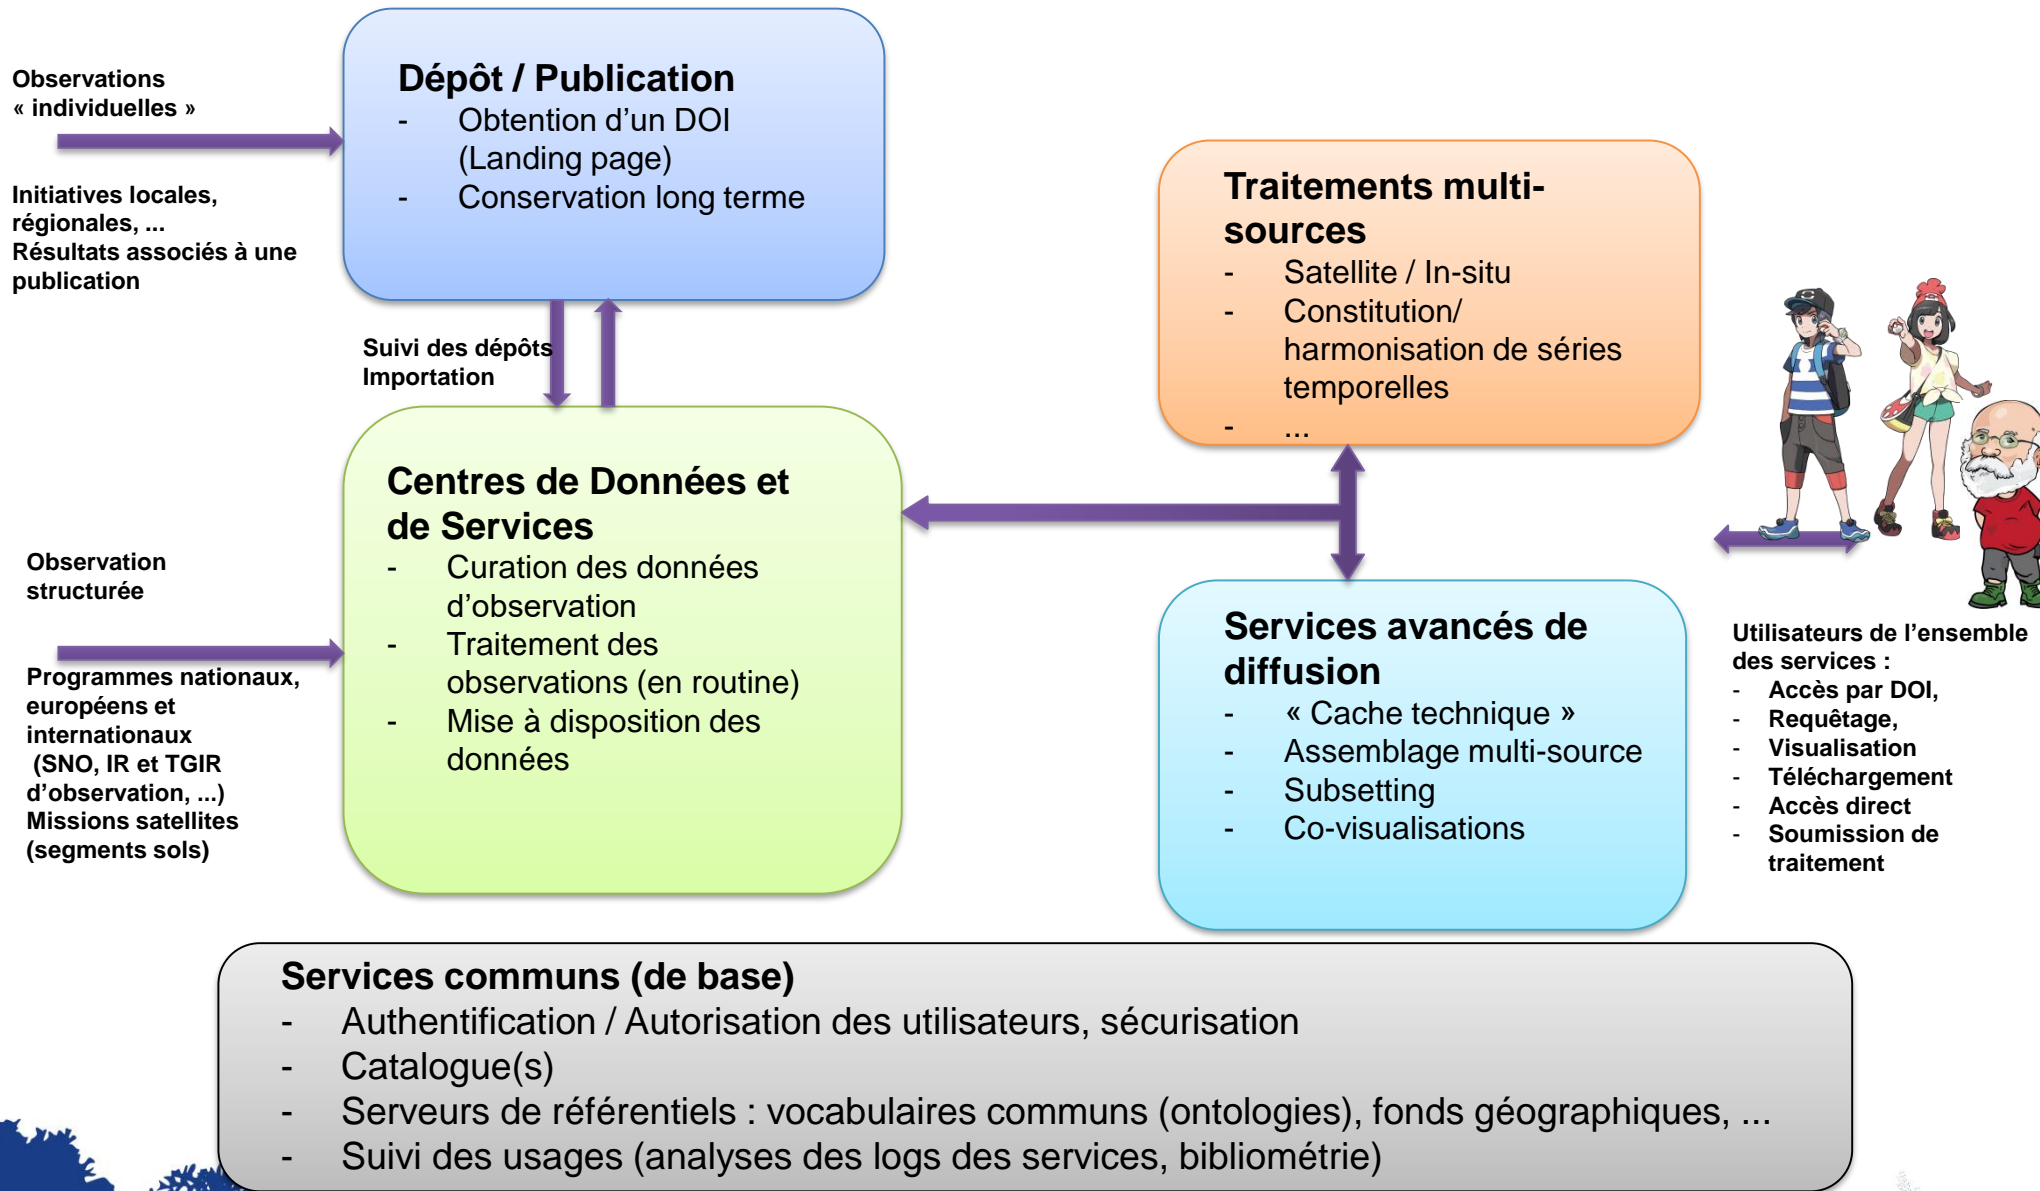 Observations
« individuelles »
Initiatives locales,
régionales, ...
Résultats associés à une
publication
Dépôt / Publication
- Obtention d’un DOI
(Landing page)
- Conservation long terme
Suivi des dépôts
Importation
Observation
structurée
Programmes nationaux,
européens et
internationaux
(SNO, IR et TGIR
d’observation, ...)
Missions satellites
(segments sols)
Centres de Données et
de Services
- Curation des données
d’observation
- Traitement des
observations (en routine)
- Mise à disposition des
données
Traitements multi-
sources
- Satellite / In-situ
- Constitution/
harmonisation de séries
temporelles
- ...
Services avancés de
diffusion
- « Cache technique »
- Assemblage multi-source
- Subsetting
- Co-visualisations
Utilisateurs de l’ensemble
des services :
- Accès par DOI,
- Requêtage,
- Visualisation
- Téléchargement
- Accès direct
- Soumission de
traitement
Services communs (de base)
- Authentification / Autorisation des utilisateurs, sécurisation
- Catalogue(s)
- Serveurs de référentiels : vocabulaires communs (ontologies), fonds géographiques, ...
- Suivi des usages (analyses des logs des services, bibliométrie)